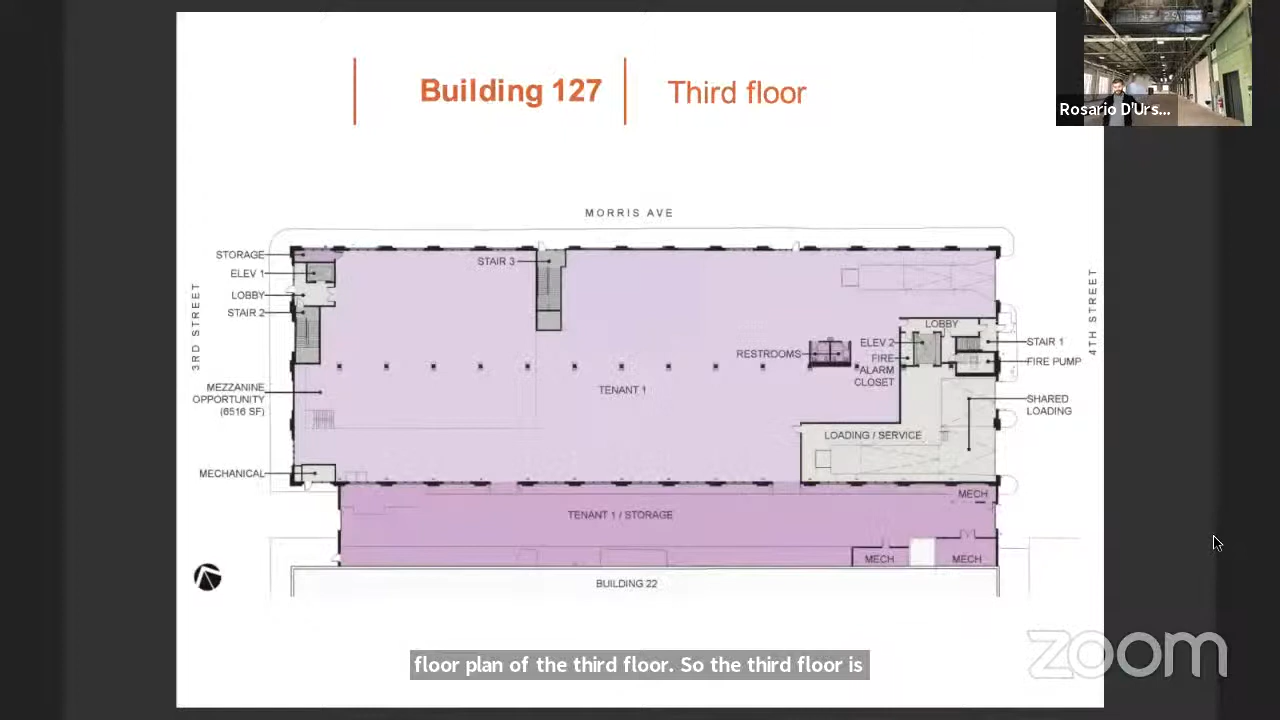 Building 127
Third floor
Rosario D'Urs...
MORRIS AVE
STORAGE
ELEV 1
LOBBY
STAIR 2
STAIR 3
3RD STREET
4TH STREET
LOBBY
ELEV 2
STAIR 1
RESTROOMS
FIRE
ALARM
CLOSET
FIRE PUMP
MEZZANINE
OPPORTUNITY
(6516 SF)
TENANT 1
SHARED
LOADING
LOADING / SERVICE
MECHANICAL
MECH
TENANT 1 / STORAGE
MECH
MECH
BUILDING 22
floor plan of the third floor. So the third floor is
zoom